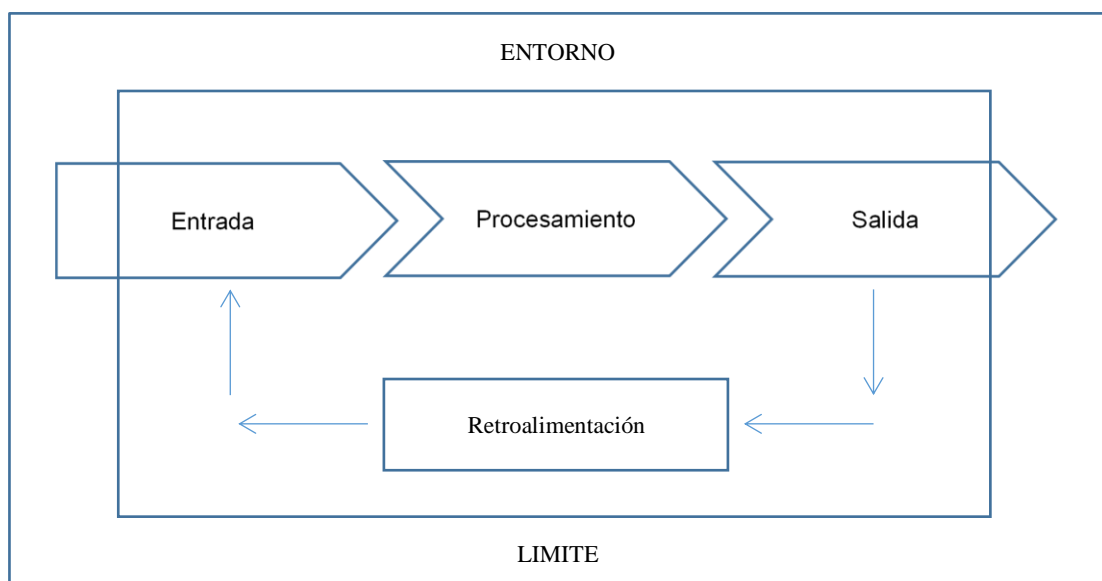 ENTORNO
Entrada
Procesamiento
Salida
Retroalimentación
LIMITE